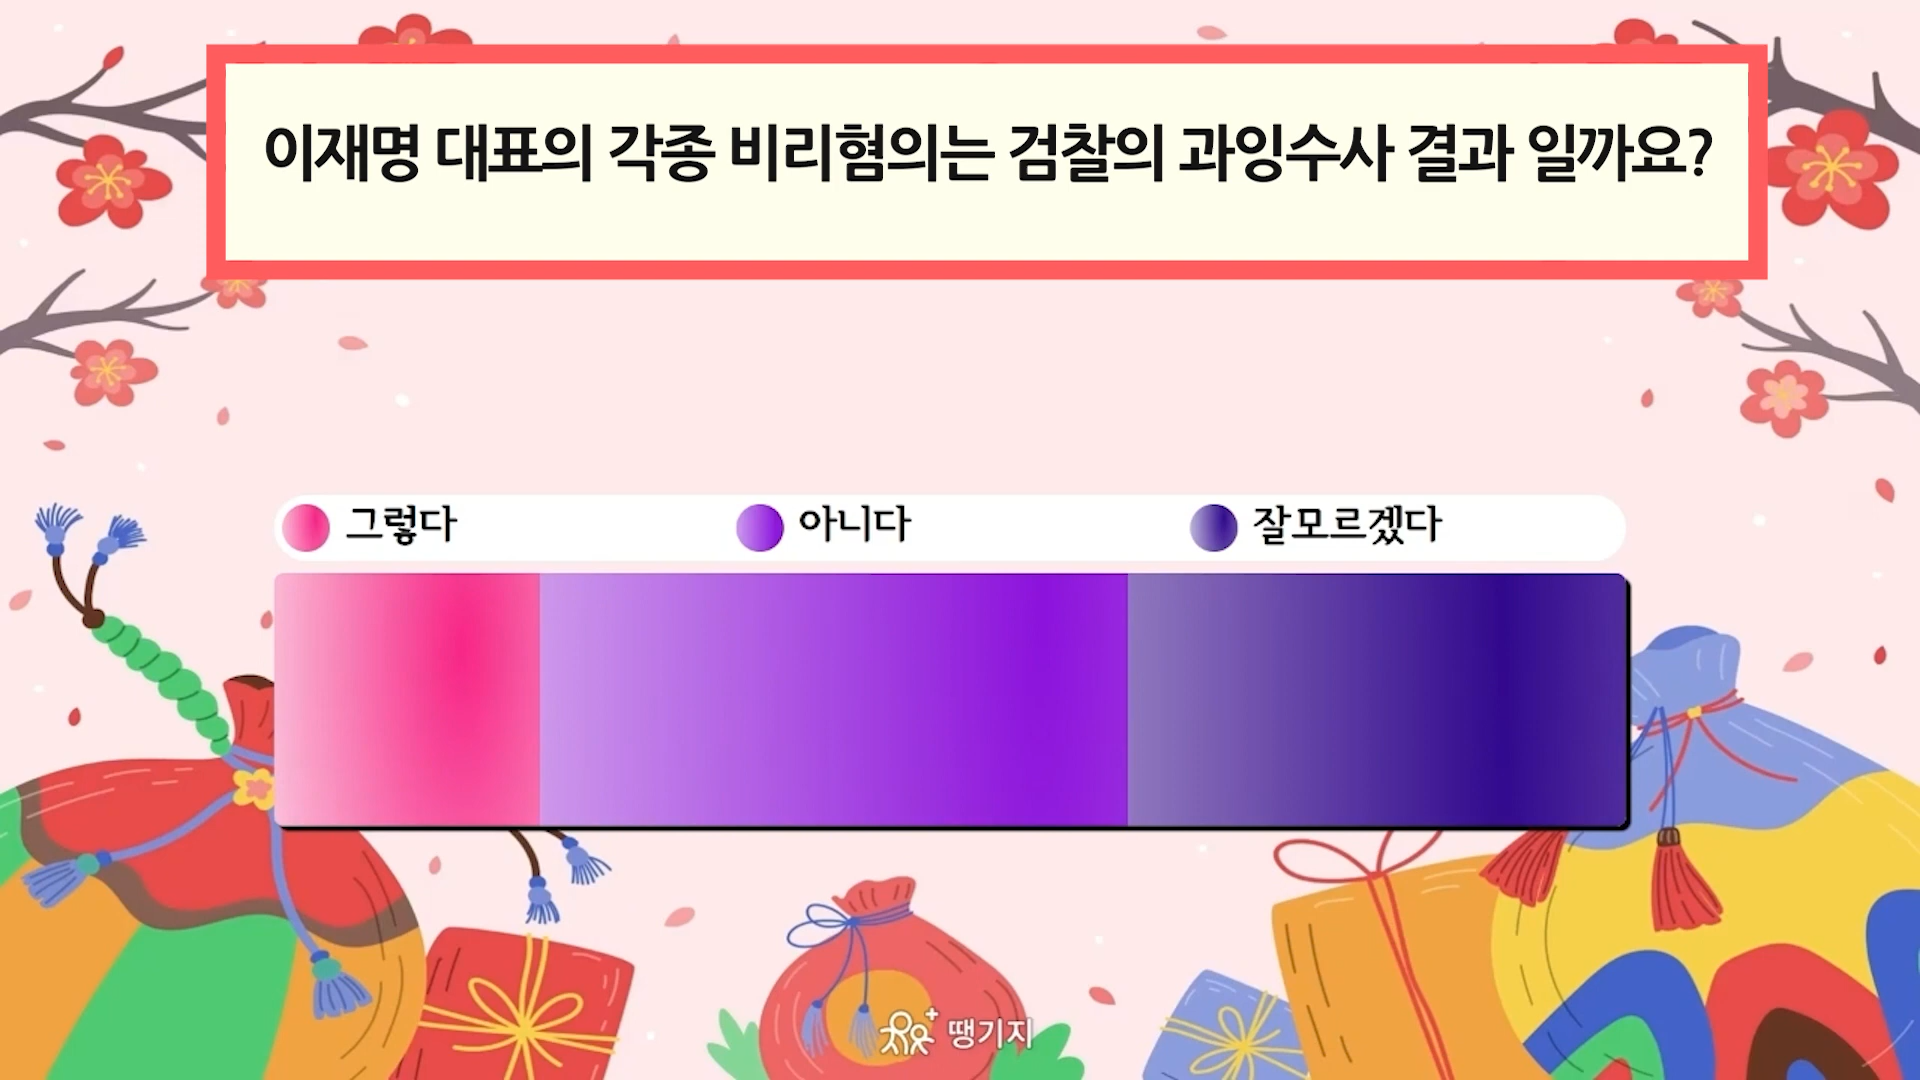 이재명 대표의 각종 비리혐의는 검찰의 과잉수사 결과 일까요?
그렇다
아니다
잘모르겠다
땡기지